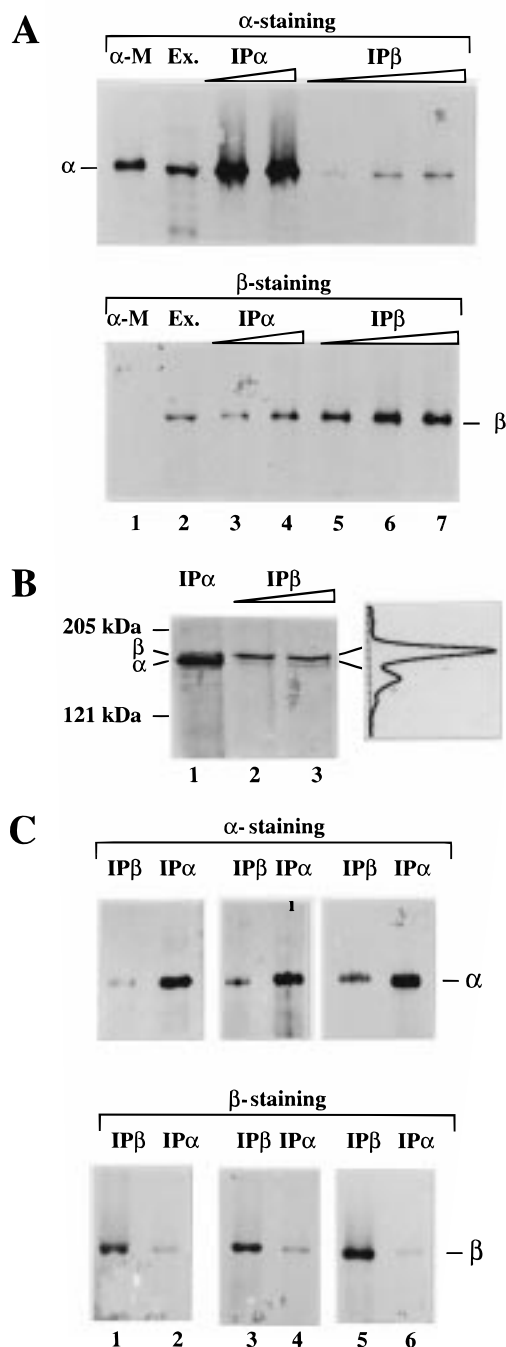 A
α-staining
α-M Ex. IPα IPβ
α
β-staining
α-M Ex. IPα IPβ
β
1 2 3 4 5 6 7
B
IPα IPβ
205 kDa
β
α
121 kDa
1 2 3
C
α- staining
IPβ IPα IPβ IPα IPβ IPα
α
β- staining
IPβ IPα IPβ IPα IPβ IPα
β
1 2 3 4 5 6